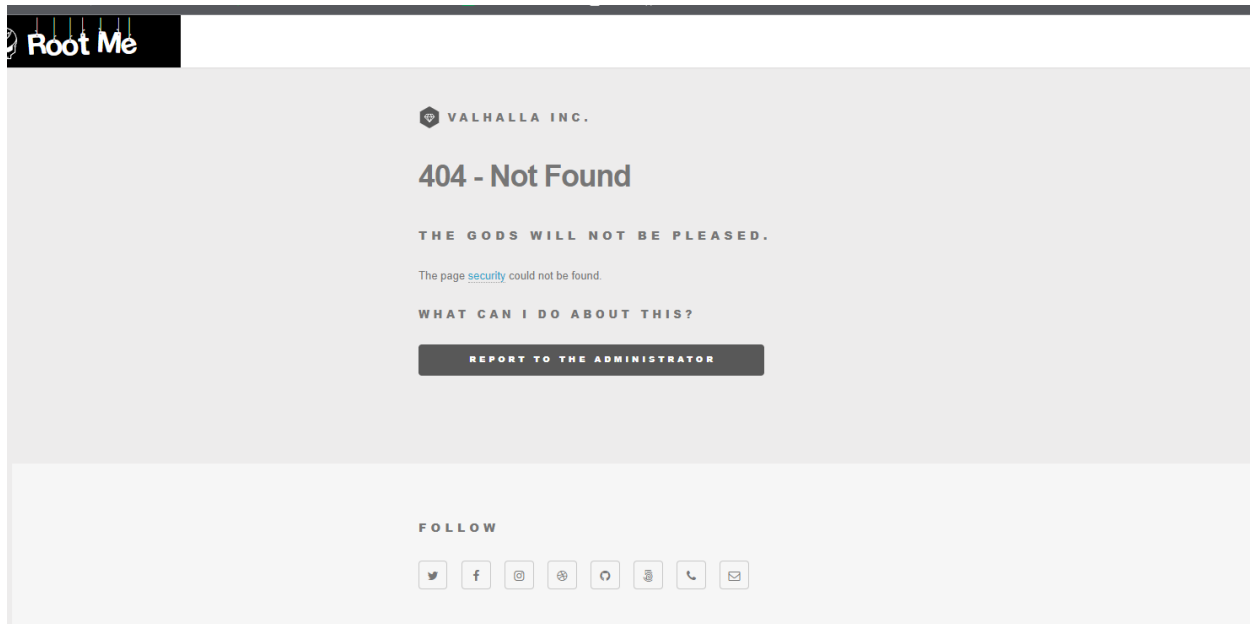 Root Me
VALHALLA INC.
404 - Not Found
THE GODS WILL NOT BE PLEASED.
The page security could not be found.
WHAT CAN I DO ABOUT THIS?
REPORT TO THE ADMINISTRATOR
FOLLOW